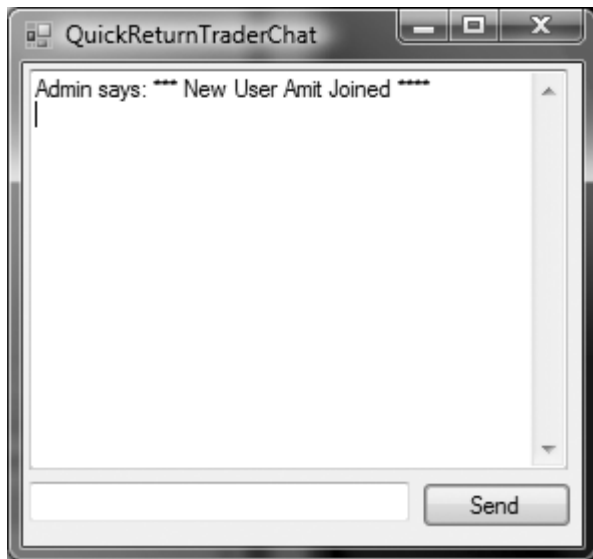 QuickReturnTraderChat
Admin says: *** New User Amit Joined ****
Send